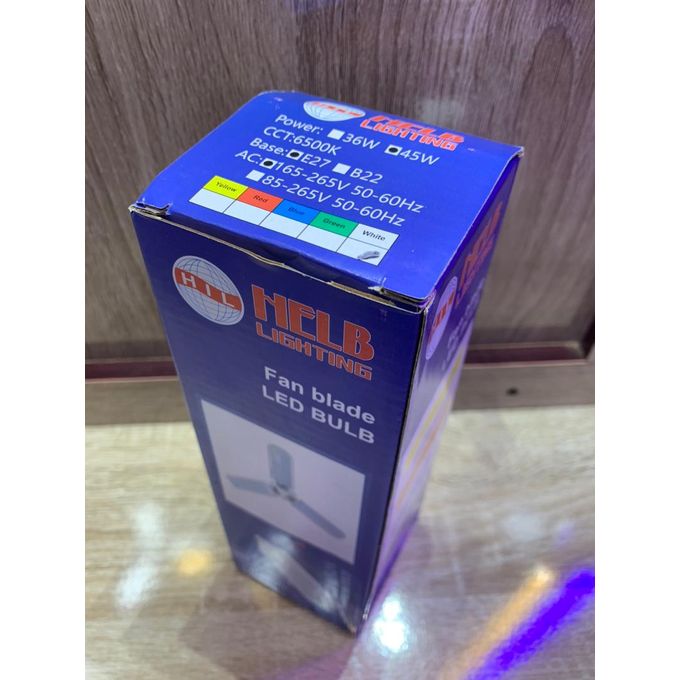 HELB
LIGHTING
Power: 36W 45W
CCT:6500K
Base: E27 B22
AC: 165-265V 50-60Hz
85-265V 50-60Hz
Yellow Red Blue Green White
HIL
HELB
LIGHTING
Fan blade
LED BULB